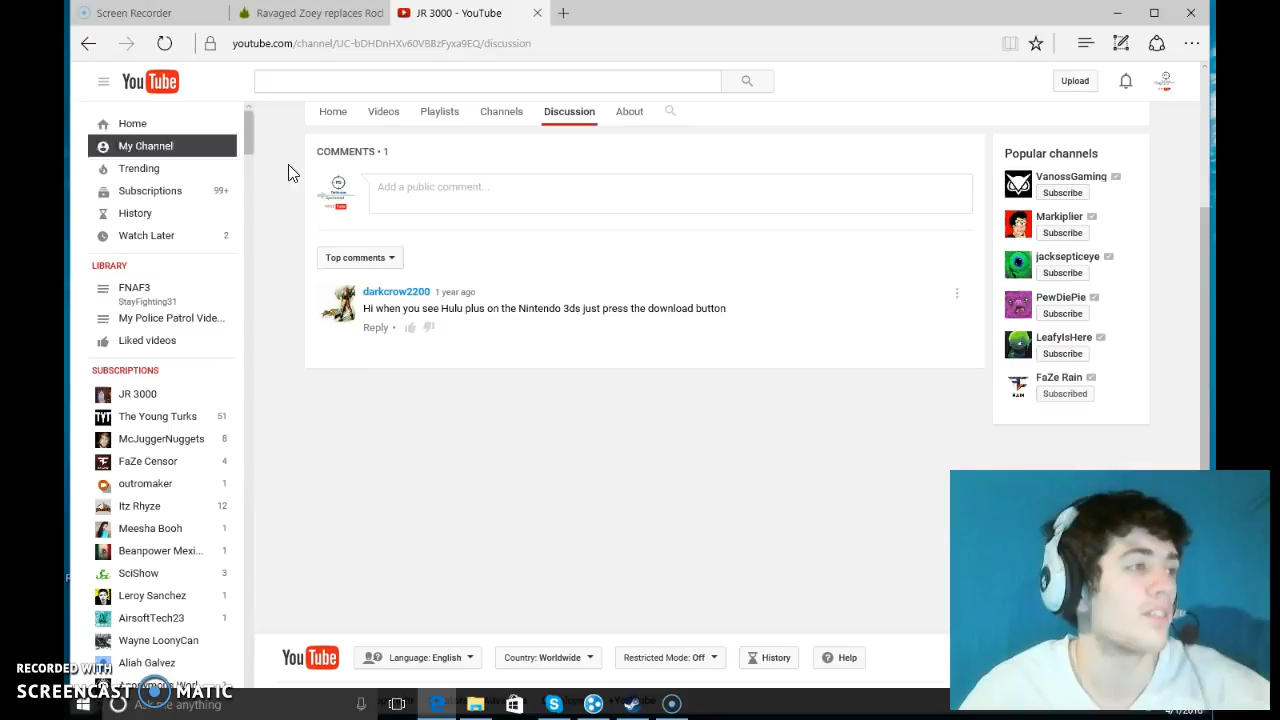 Screen Recorder
Ravaged Zoey replaces Roch
JR 3000 - YouTube
youtube.com/channel/UC-bDHDnHXv60VBBzFyxa9EQ/discussion
YouTube
Upload
Home
Videos
Playlists
Channels
Discussion
About
Home
My Channel
Trending
Subscriptions 99+
History
Watch Later 2
LIBRARY
FNAF3
StayFighting31
My Police Patrol Vide...
Liked videos
SUBSCRIPTIONS
JR 3000
TYT The Young Turks 51
McJuggerNuggets 8
FaZe Censor 4
outromaker 1
Itz Rhyze 12
Meesha Booh 1
Beanpower Mexi... 1
SciShow 3
Leroy Sanchez 1
AirsoftTech23 1
Wayne LoonyCan
Aliah Galvez
COMMENTS • 1
Add a public comment...
Top comments
darkcrow2200 1 year ago
Hi when you see Hulu plus on the Nintendo 3ds just press the download button
Reply •
Popular channels
VanossGaming
Subscribe
Markiplier
Subscribe
jacksepticeye
Subscribe
PewDiePie
Subscribe
LeafyIsHere
Subscribe
FaZe Rain
Subscribed
RAIN
YouTube
Language: English
Country: Worldwide
Restricted Mode: Off
History
Help
RECORDED WITH
SCREENCAST MATIC
Ask me anything